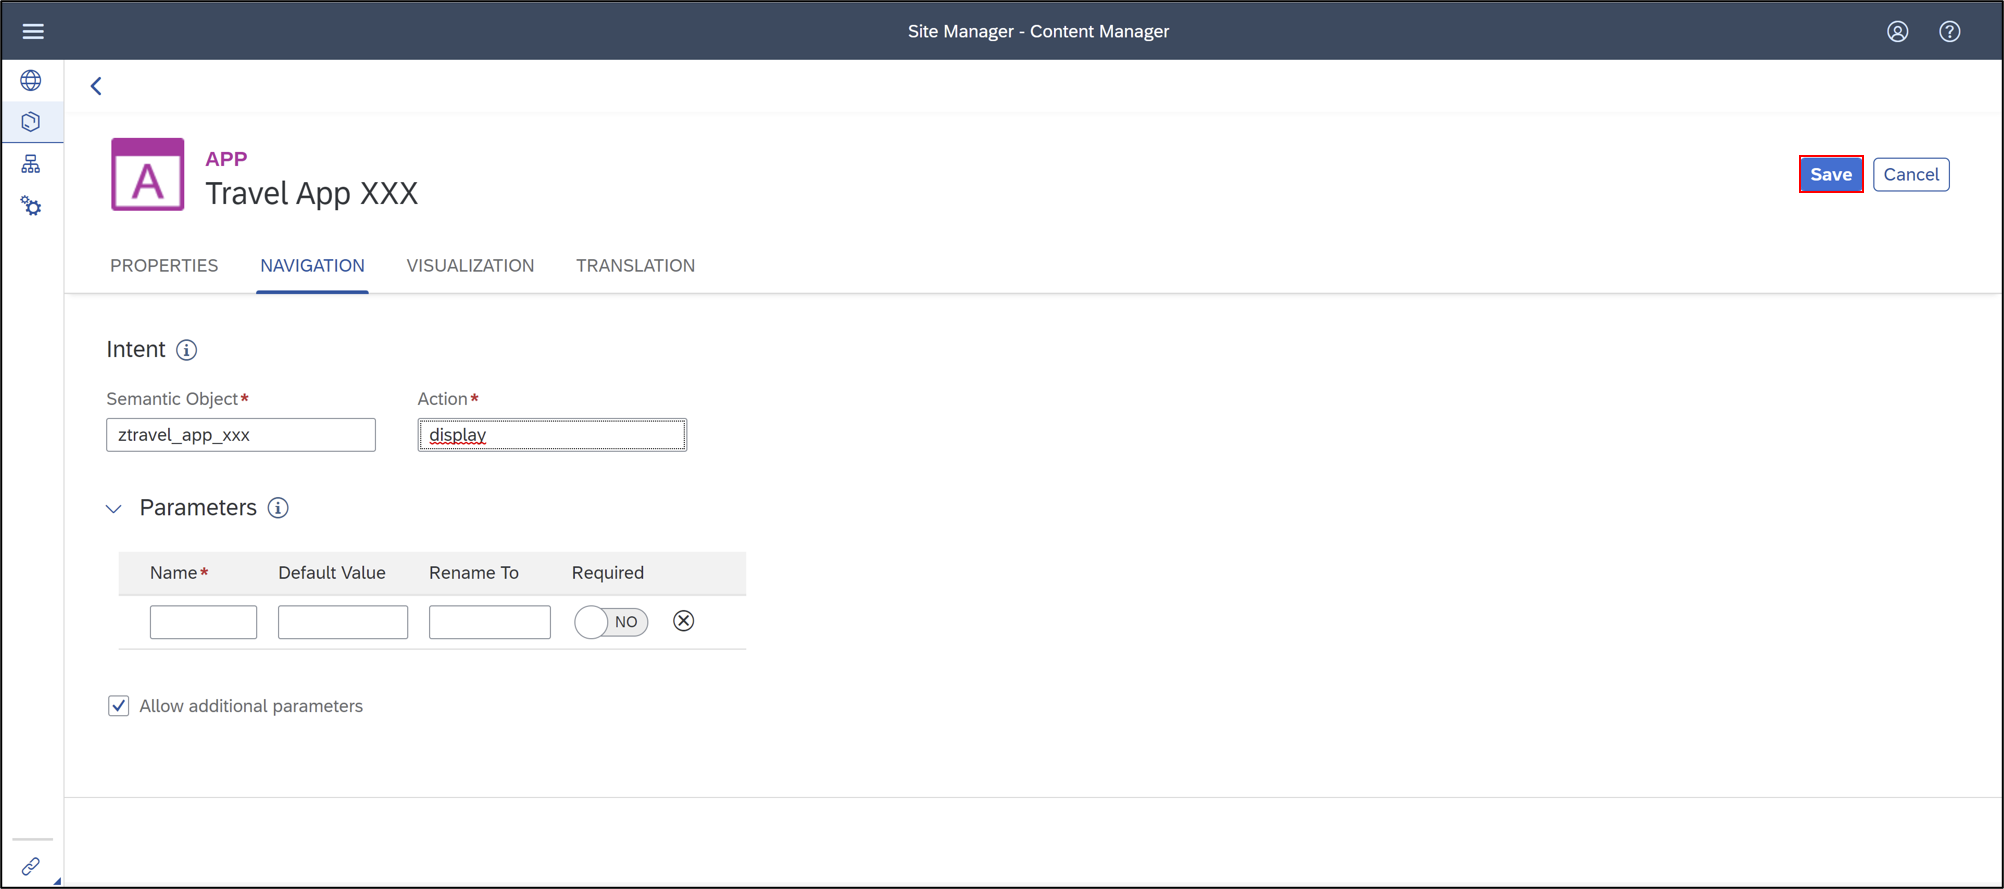 Site Manager - Content Manager
APP
Travel App XXX
Save
Cancel
PROPERTIES NAVIGATION VISUALIZATION TRANSLATION
Intent
Semantic Object* Action*
ztravel_app_xxx display
Parameters
Name* Default Value Rename To Required
NO
Allow additional parameters